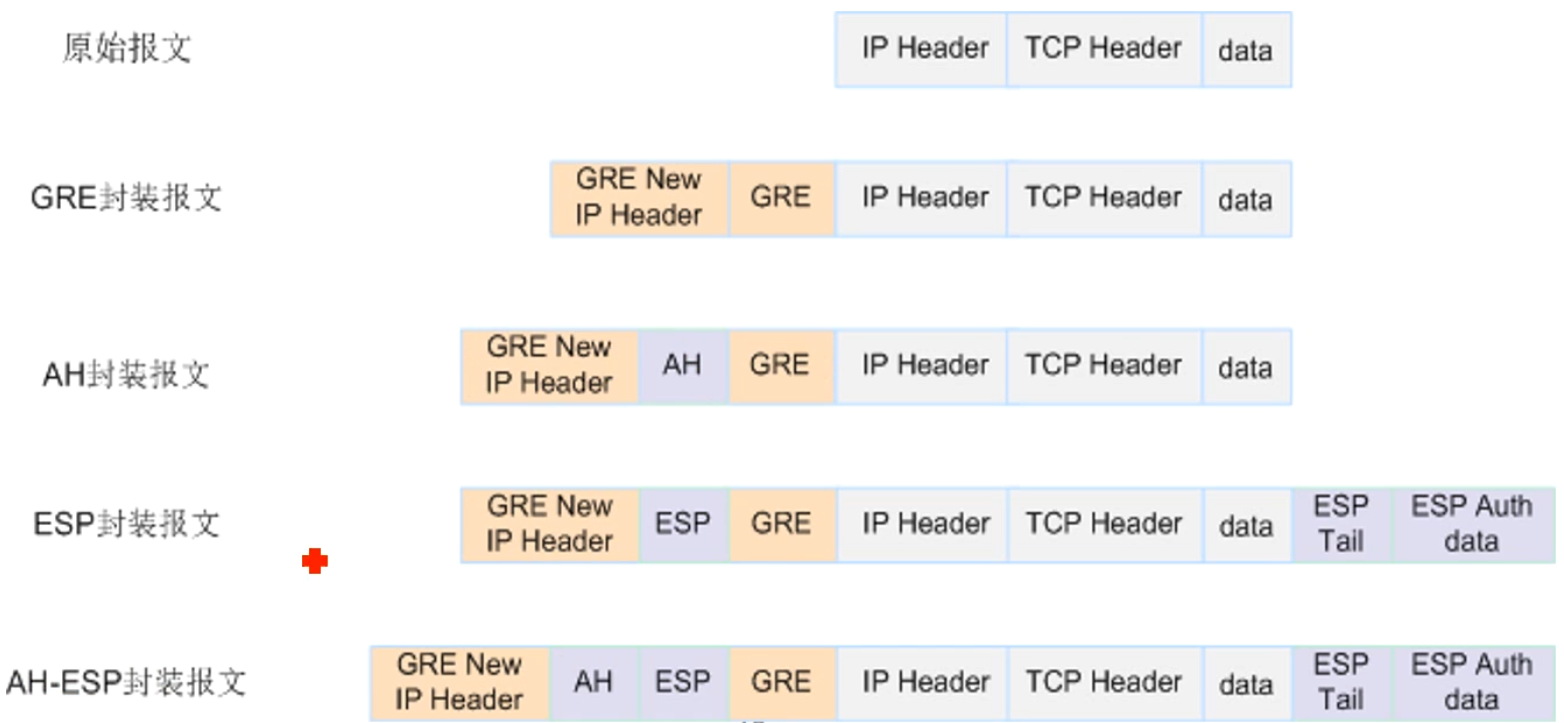 原始报文
IP Header TCP Header data
GRE封装报文
GRE New
IP Header
GRE IP Header TCP Header data
AH封装报文
GRE New
IP Header
AH GRE IP Header TCP Header data
ESP封装报文
GRE New
IP Header
ESP GRE IP Header TCP Header data
ESP
Tail
ESP Auth
data
AH-ESP封装报文
GRE New
IP Header
AH ESP GRE IP Header TCP Header data
ESP
Tail
ESP Auth
data